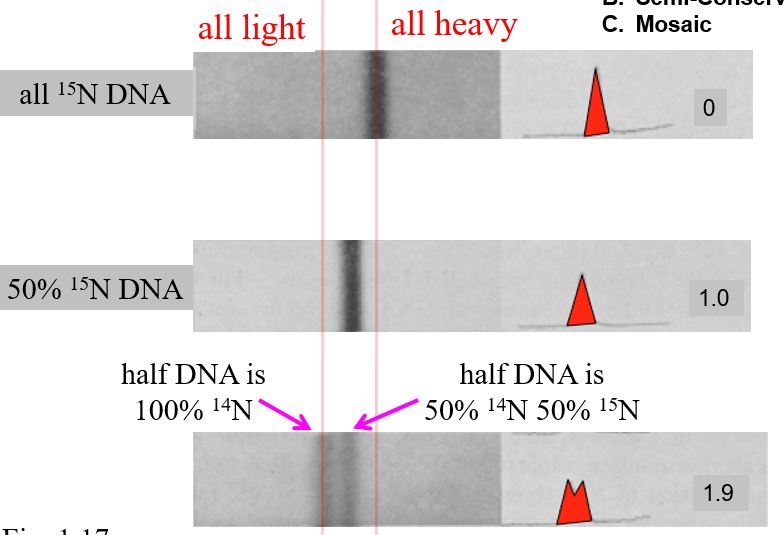 C. Mosaic
all light
all heavy
all ¹⁵N DNA
0
50% ¹⁵N DNA
1.0
half DNA is
100% ¹⁴N
half DNA is
50% ¹⁴N 50% ¹⁵N
1.9